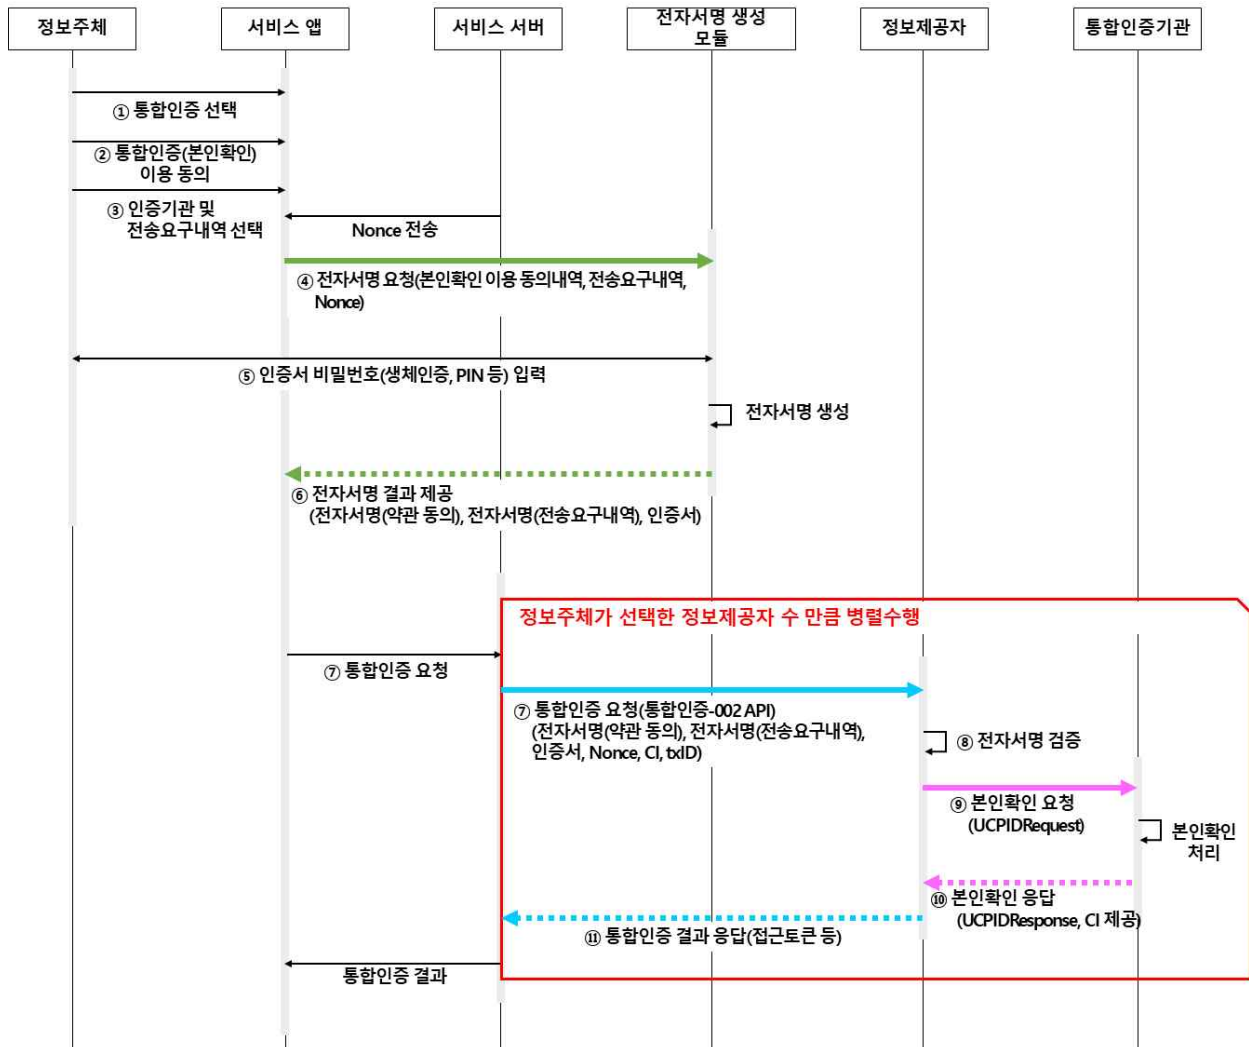 정보주체
서비스 앱
서비스 서버
전자서명 생성
모듈
정보제공자
통합인증기관
① 통합인증 선택
② 통합인증(본인확인)
이용 동의
③ 인증기관 및
전송요구내역 선택
Nonce 전송
④ 전자서명 요청(본인확인 이용 동의내역, 전송요구내역,
Nonce)
⑤ 인증서 비밀번호(생체인증, PIN 등) 입력
전자서명 생성
⑥ 전자서명 결과 제공
(전자서명(약관 동의), 전자서명(전송요구내역), 인증서)
정보주체가 선택한 정보제공자 수 만큼 병렬수행
⑦ 통합인증 요청
⑦ 통합인증 요청(통합인증-002 API)
(전자서명(약관 동의), 전자서명(전송요구내역),
인증서, Nonce, CI, txID)
⑧ 전자서명 검증
⑨ 본인확인 요청
(UCPIDRequest)
본인확인
처리
⑩ 본인확인 응답
(UCPIDResponse, CI 제공)
⑪ 통합인증 결과 응답(접근토큰 등)
통합인증 결과